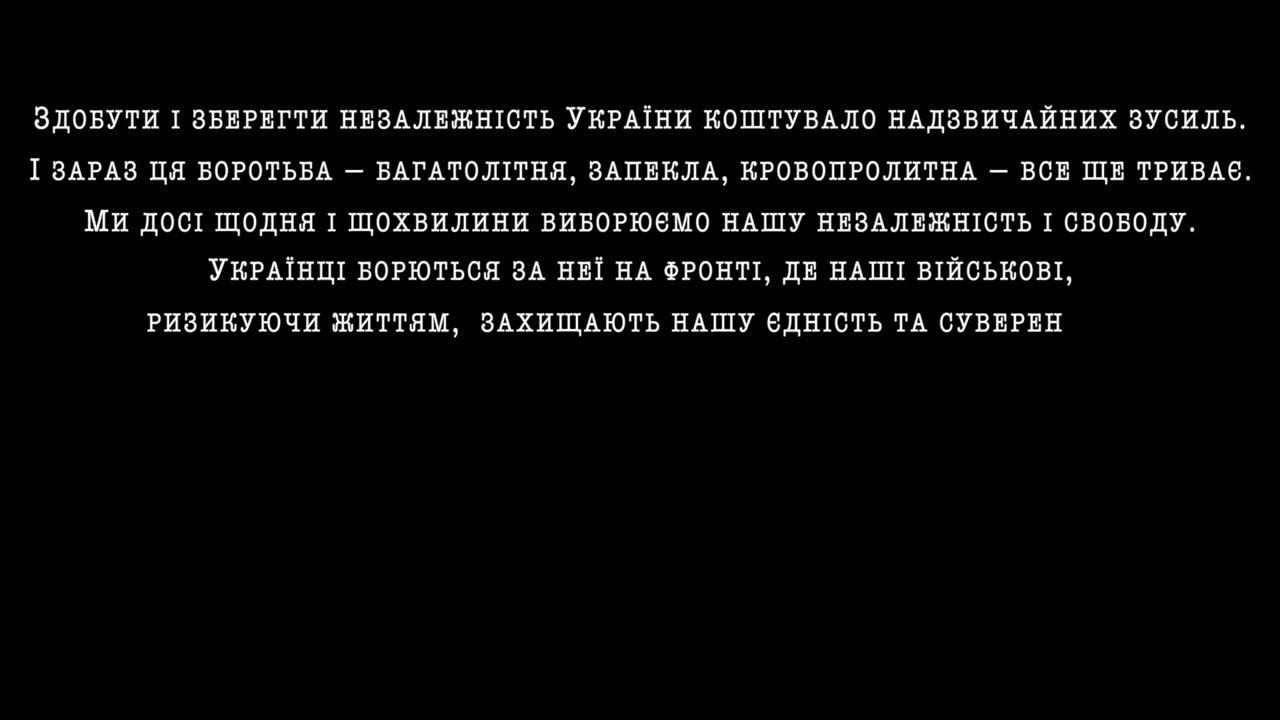 Здобути і зберегти незалежність України коштувало надзвичайних зусиль.
І зараз ця боротьба – багатолітня, запекла, кровопролитна – все ще триває.
Ми досі щодня і щохвилини виборюємо нашу незалежність і свободу.
Українці борються за неї на фронті, де наші військові,
ризикуючи життям, захищають нашу єдність та суверен